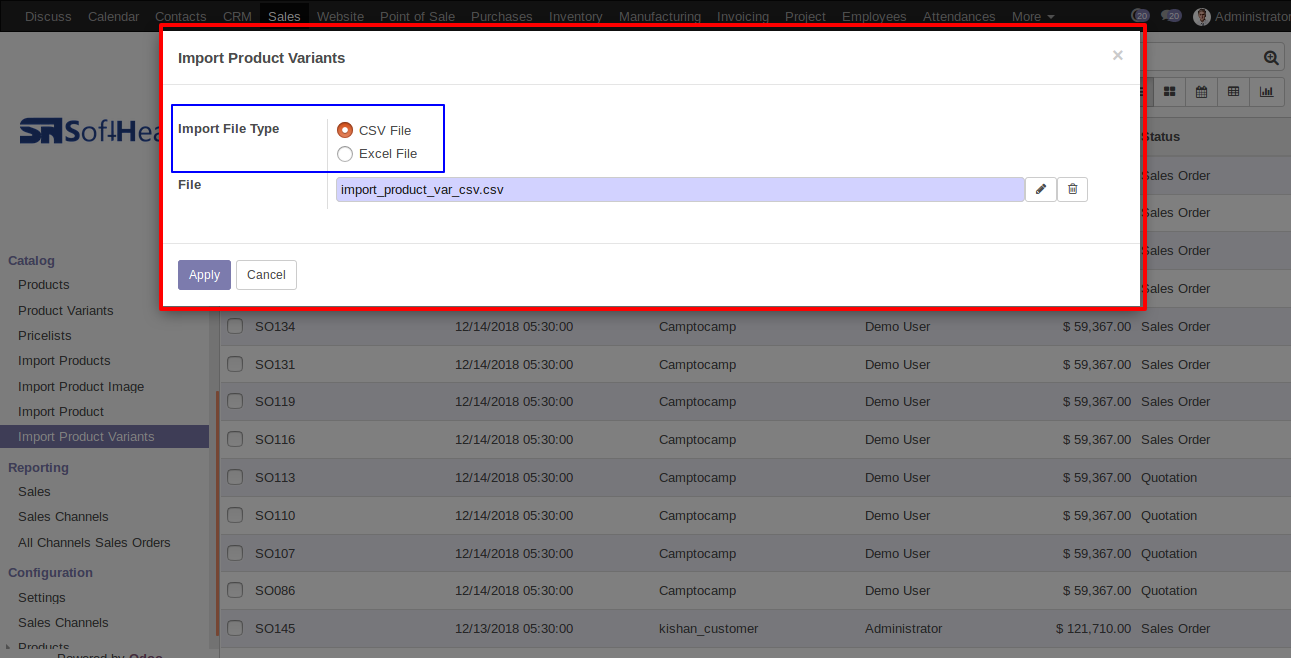 Discuss Calendar Contacts CRM Sales Website Point of Sale Purchases Inventory Manufacturing Invoicing Project Employees Attendances More 20 20 Administrator
Import Product Variants ×
Import File Type
CSV File
Excel File
File import_product_var_csv.csv
Apply Cancel
Status
Sales Order
Sales Order
Sales Order
Sales Order
SO134 12/14/2018 05:30:00 Camptocamp Demo User $ 59,367.00 Sales Order
SO131 12/14/2018 05:30:00 Camptocamp Demo User $ 59,367.00 Sales Order
SO119 12/14/2018 05:30:00 Camptocamp Demo User $ 59,367.00 Sales Order
SO116 12/14/2018 05:30:00 Camptocamp Demo User $ 59,367.00 Sales Order
SO113 12/14/2018 05:30:00 Camptocamp Demo User $ 59,367.00 Quotation
SO110 12/14/2018 05:30:00 Camptocamp Demo User $ 59,367.00 Quotation
SO107 12/14/2018 05:30:00 Camptocamp Demo User $ 59,367.00 Quotation
SO086 12/14/2018 05:30:00 Camptocamp Demo User $ 59,367.00 Quotation
SO145 12/13/2018 05:30:00 kishan_customer Administrator $ 121,710.00 Sales Order
Catalog
Products
Product Variants
Pricelists
Import Products
Import Product Image
Import Product
Import Product Variants
Reporting
Sales
Sales Channels
All Channels Sales Orders
Configuration
Settings
Sales Channels
Products
Powered by Odoo